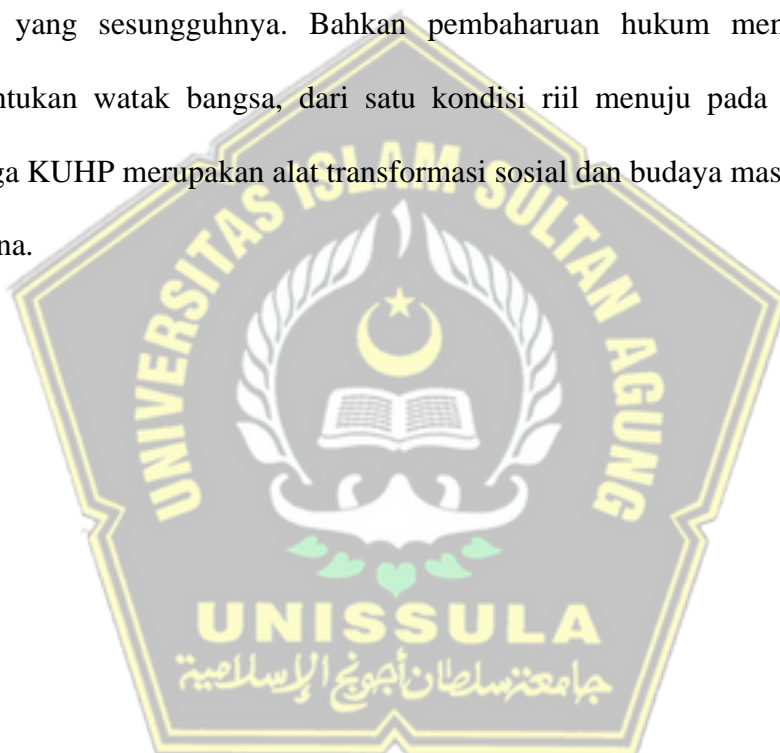 yang sesungguhnya. Bahkan pembaharuan hukum men
ntukan watak bangsa, dari satu kondisi riil menuju pada
ga KUHP merupakan alat transformasi sosial dan budaya mas
na.
UNIVERSITAS ISLAM SULTAN AGUNG
UNISSULA
جامعة سلطان أجونج الإسلامية